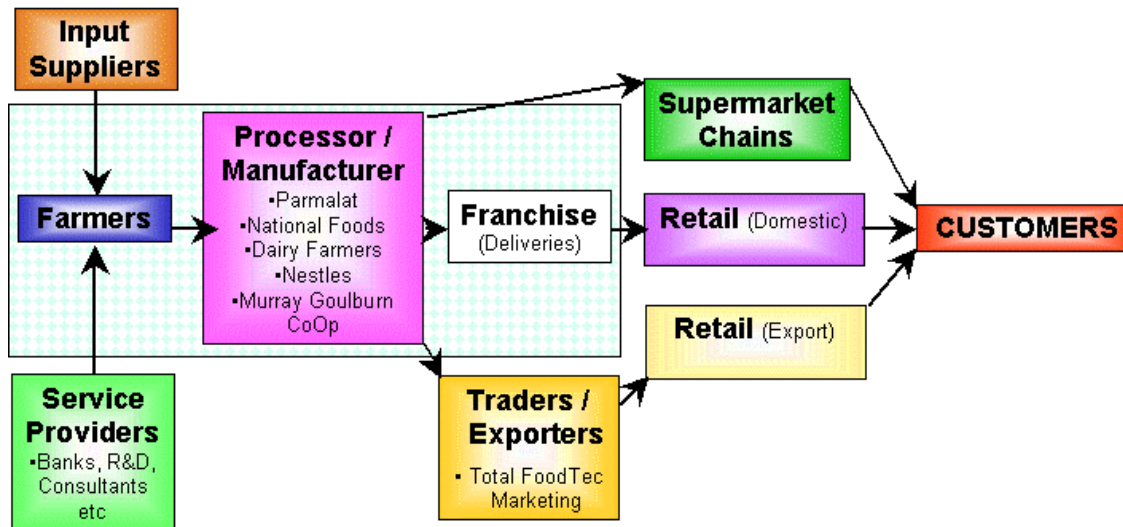 Input
Suppliers
Farmers
Service
Providers
▪Banks, R&D,
Consultants
etc
Processor /
Manufacturer
▪Parmalat
▪National Foods
▪Dairy Farmers
▪Nestles
▪Murray Goulburn
CoOp
Franchise
(Deliveries)
Traders /
Exporters
▪ Total FoodTec
Marketing
Supermarket
Chains
Retail (Domestic)
Retail (Export)
CUSTOMERS